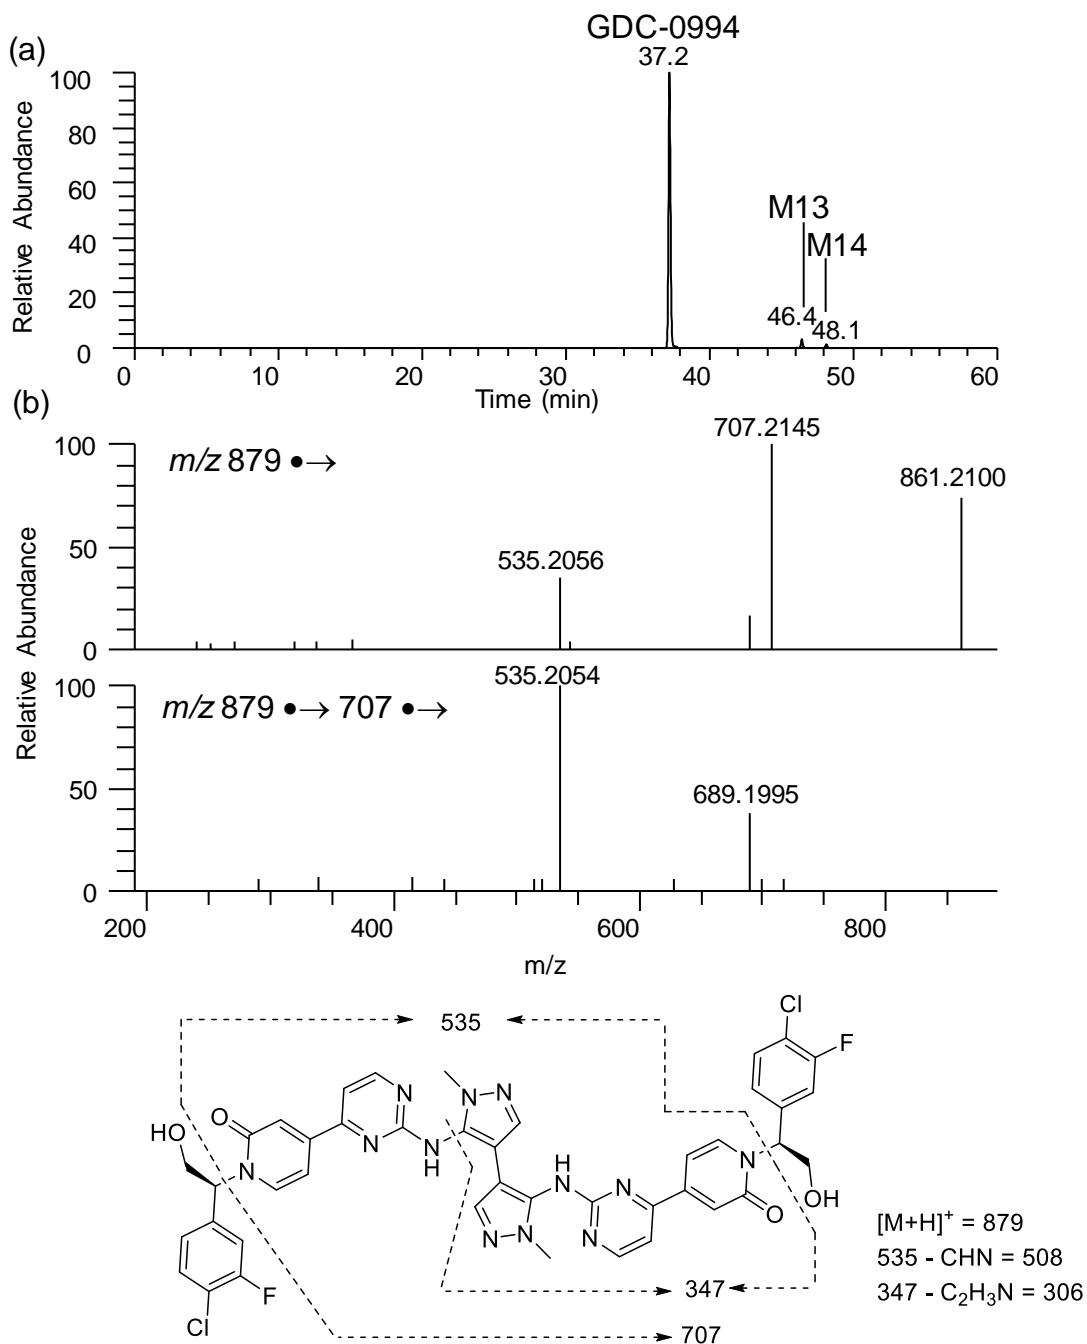 (a)
GDC-0994
37.2
M13
M14
46.4
48.1
Relative Abundance
100
80
60
40
20
0
0 10 20 30 40 50 60
Time (min)
(b)
m/z 879 •→
707.2145
861.2100
535.2056
Relative Abundance
100
50
0
m/z 879 •→ 707 •→
535.2054
689.1995
100
50
0
200 400 600 800
m/z
535
Cl
F
HO
O
N
N
N
N
H
N
N
H
N
N
N
N
N
N
O
OH
F
Cl
347
707
[M+H]+ = 879
535 - CHN = 508
347 - C2H3N = 306